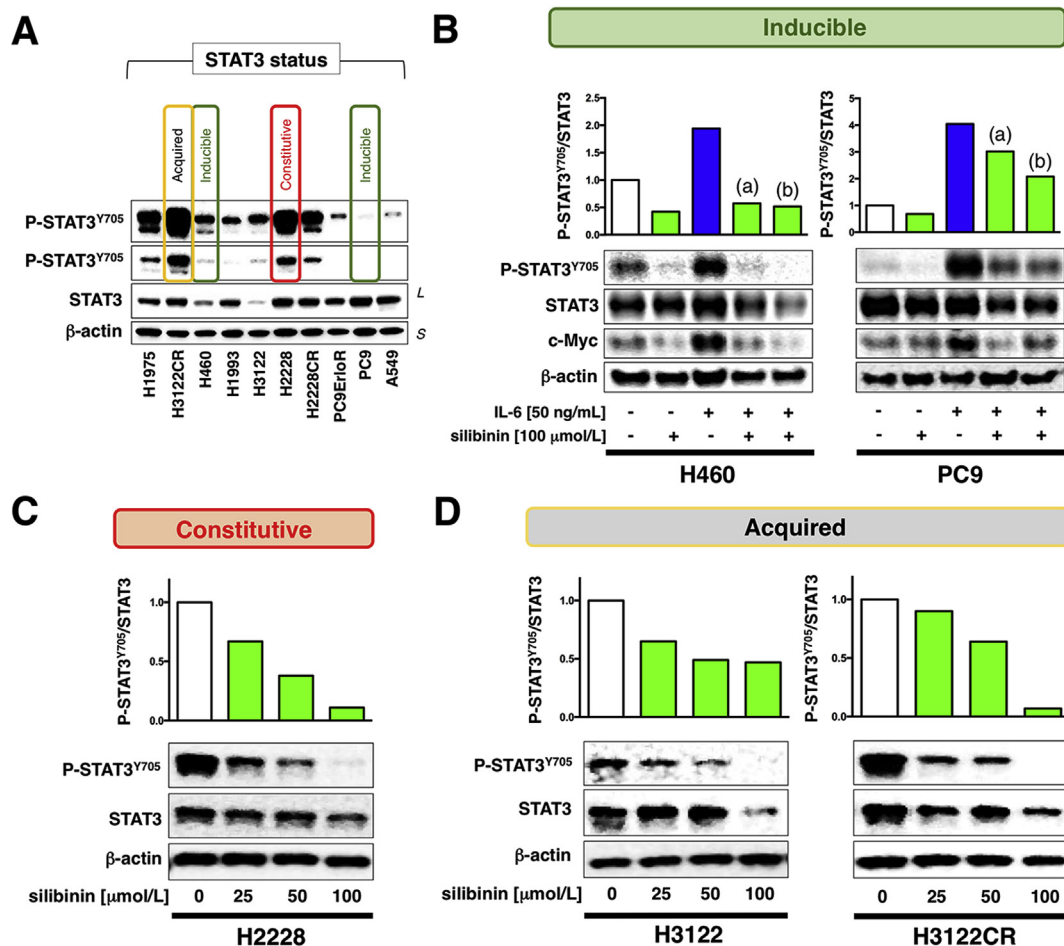 A
STAT3 status
Acquired
Inducible
Constitutive
Inducible
P-STAT3Y705
P-STAT3Y705
STAT3
L
β-actin
S
H1975
H3122CR
H460
H1993
H3122
H2228
H2228CR
PC9ErloR
PC9
A549
B
Inducible
P-STAT3Y705/STAT3
2.5
2.0
1.5
1.0
0.5
0.0
(a)
(b)
P-STAT3Y705/STAT3
5
4
3
2
1
0
(a)
(b)
P-STAT3Y705
STAT3
c-Myc
β-actin
IL-6 [50 ng/mL] - - + + + - - + + +
silibinin [100 μmol/L] - + - + + - + - + +
H460 PC9
C
Constitutive
P-STAT3Y705/STAT3
1.0
0.5
0.0
P-STAT3Y705
STAT3
β-actin
silibinin [μmol/L] 0 25 50 100
H2228
D
Acquired
P-STAT3Y705/STAT3
1.0
0.5
0.0
P-STAT3Y705/STAT3
1.0
0.5
0.0
P-STAT3Y705
STAT3
β-actin
silibinin [μmol/L] 0 25 50 100 0 25 50 100
H3122 H3122CR